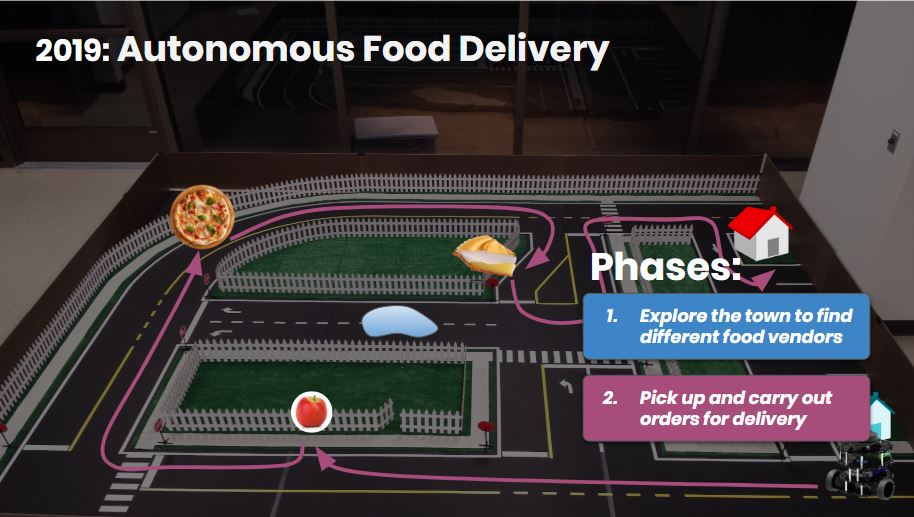 2019: Autonomous Food Delivery
Phases:
1. Explore the town to find
different food vendors
2. Pick up and carry out
orders for delivery